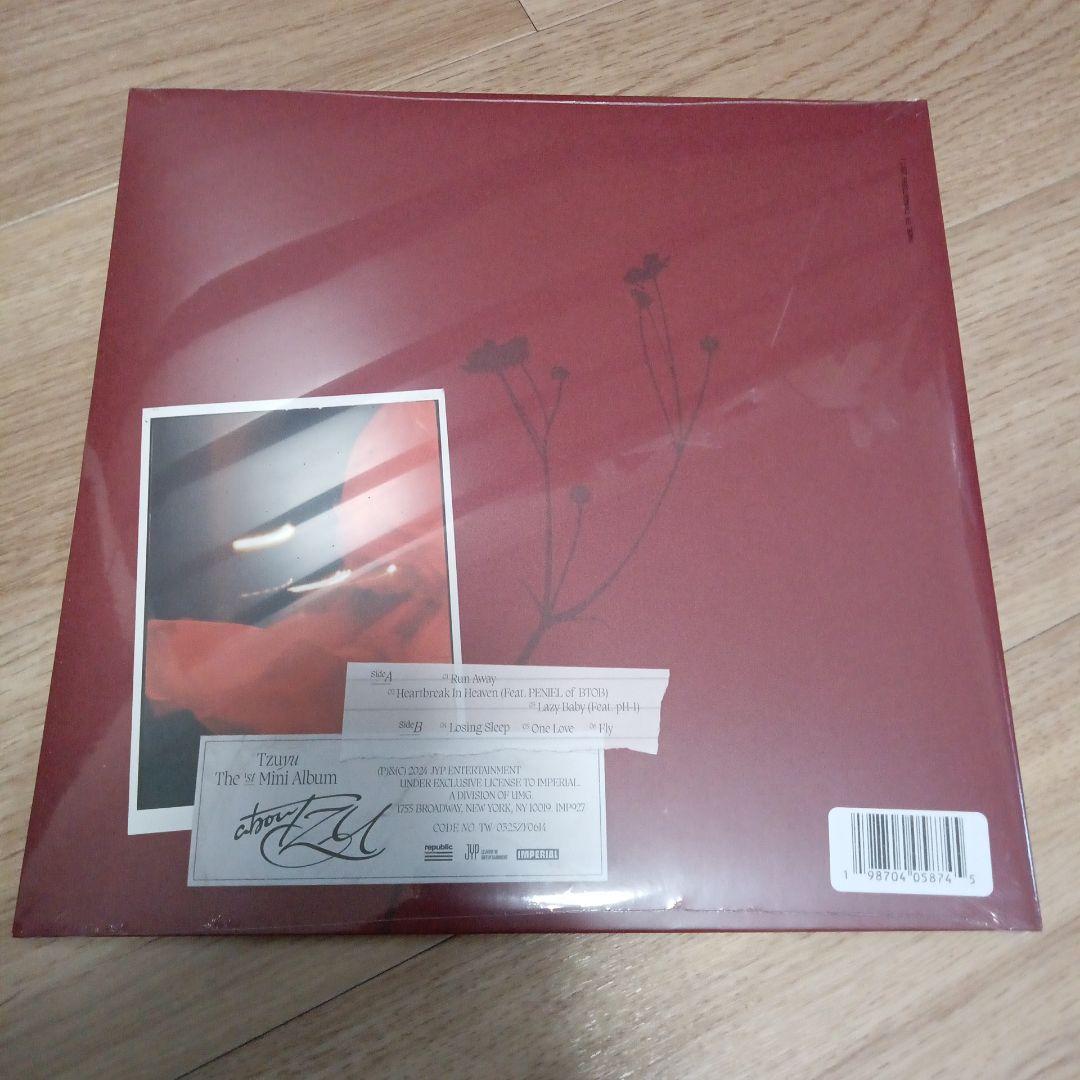 Side A 01 Run Away
02 Heartbreak In Heaven (Feat. PENIEL of BTOB)
03 Lazy Baby (Feat. pH-1)
Side B 04 Losing Sleep 05 One Love 06 Fly
Tzuyu
The 1st Mini Album
abouTZU
(P)&(C) 2024 JYP ENTERTAINMENT
UNDER EXCLUSIVE LICENSE TO IMPERIAL.
A DIVISION OF UMG.
1755 BROADWAY, NEW YORK, NY 10019. IMP927
CODE NO. TW-0325ZY0614
republic JYP IMPERIAL
1 98704 05874 5